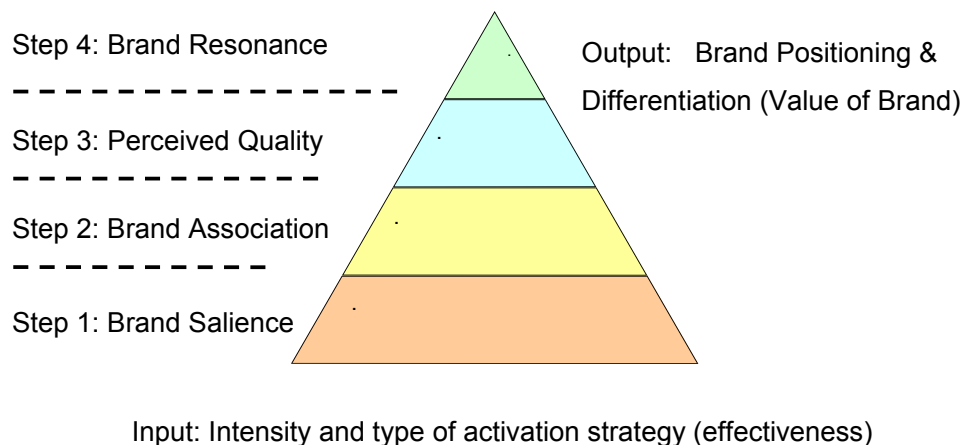 Step 4: Brand Resonance
Output: Brand Positioning &
Differentiation (Value of Brand)
Step 3: Perceived Quality
Step 2: Brand Association
Step 1: Brand Salience
Input: Intensity and type of activation strategy (effectiveness)